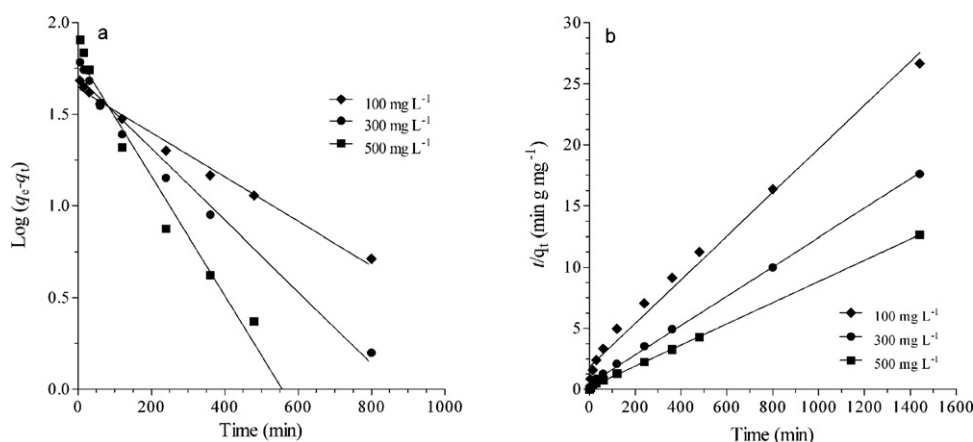 a
2.0
1.5
1.0
0.5
0.0
Log (qe-qt)
100 mg L-1
300 mg L-1
500 mg L-1
0 200 400 600 800 1000
Time (min)
b
30
25
20
15
10
5
0
t/qt (min g mg-1)
100 mg L-1
300 mg L-1
500 mg L-1
0 200 400 600 800 1000 1200 1400 1600
Time (min)